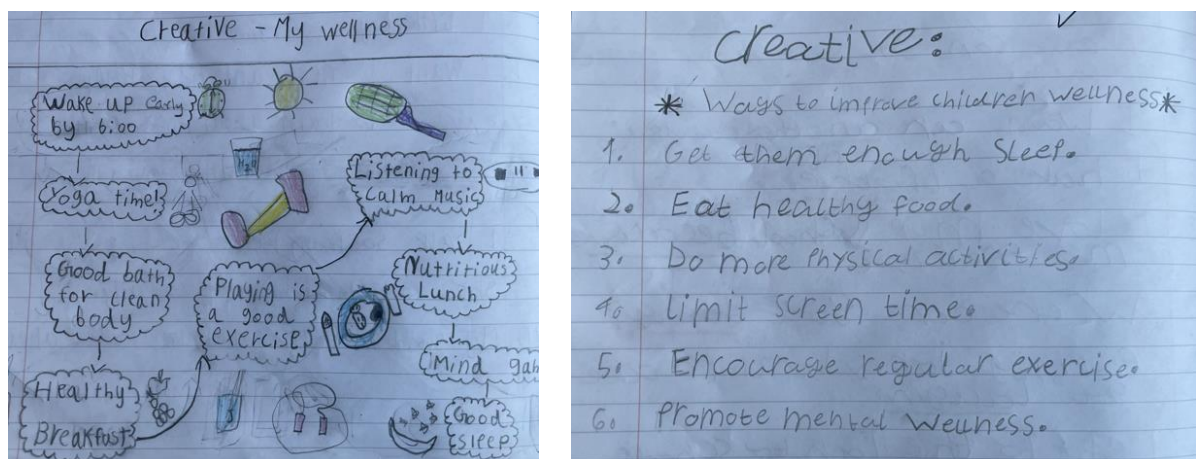 Creative - My wellness
Wake up early
by 6:00
Yoga time!
Good bath
for clean
body
Healthy
Breakfast
Playing is
a good
exercise
Listening to
Calm Music
Nutritious
Lunch
Mind gam
Good
Sleep
H2O
Creative:
* Ways to improve children wellness*
1. Get them enough Sleep.
2. Eat healthy food.
3. Do more Physical activities.
4. Limit screen time.
5. Encourage regular exercise.
6. Promote mental Wellness.